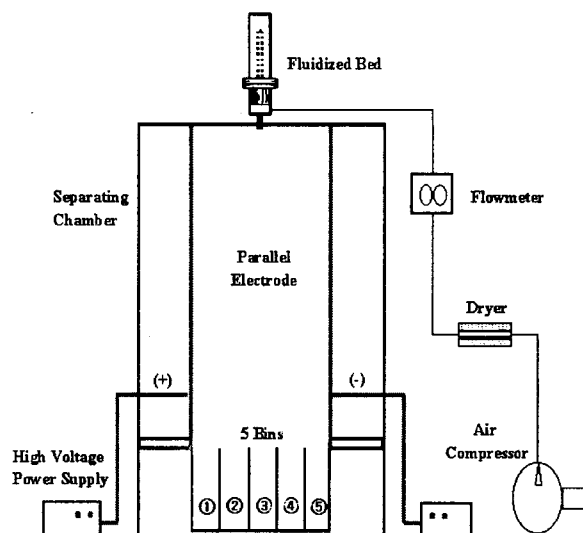 Fluidized Bed
Separating
Chamber
Flowmeter
Parallel
Electrode
Dryer
(+)
(-)
5 Bins
Air
Compressor
High Voltage
Power Supply
① ② ③ ④ ⑤